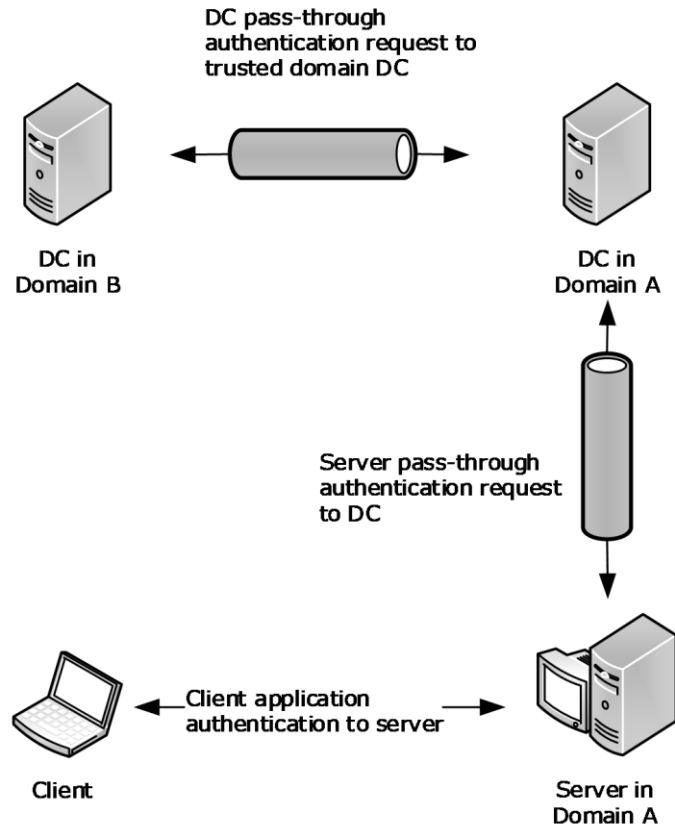 DC pass-through
authentication request to
trusted domain DC
DC in
Domain B
DC in
Domain A
Server pass-through
authentication request
to DC
Client application
authentication to server
Client
Server in
Domain A